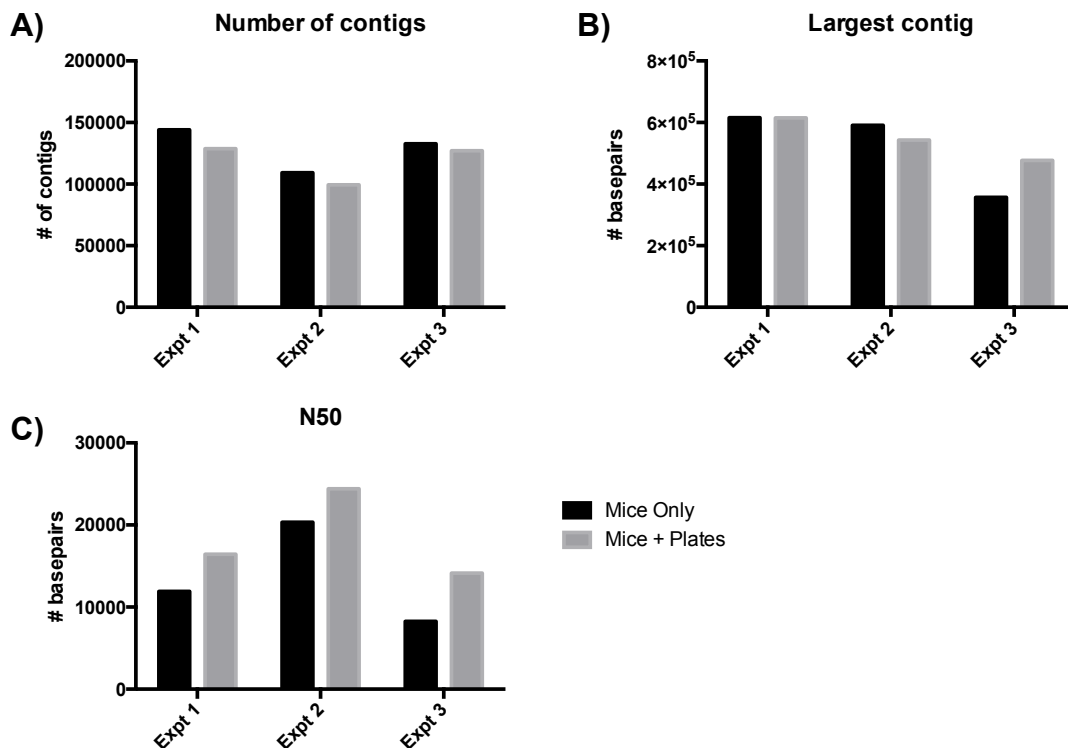 A)
Number of contigs
200000
150000
100000
50000
0
# of contigs
Expt 1
Expt 2
Expt 3
B)
Largest contig
8×10⁵
6×10⁵
4×10⁵
2×10⁵
0
# basepairs
Expt 1
Expt 2
Expt 3
C)
N50
30000
20000
10000
0
# basepairs
Expt 1
Expt 2
Expt 3
Mice Only
Mice + Plates